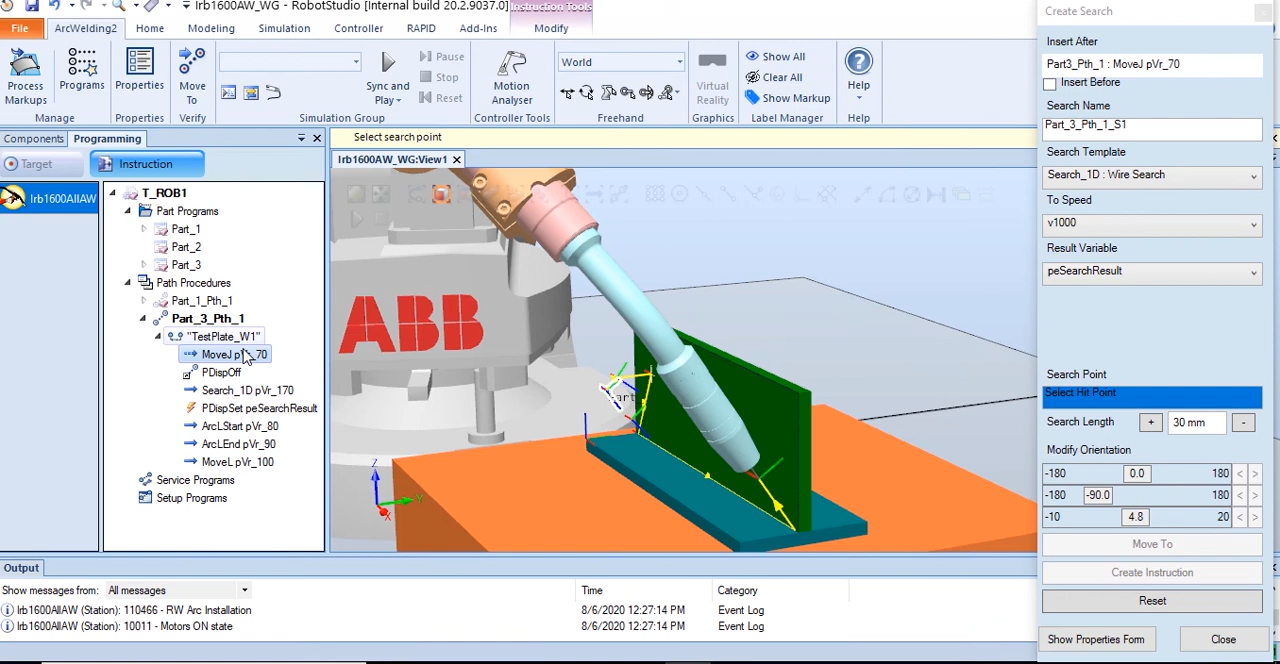 Irb1600AW_WG - RobotStudio [Internal build 20.2.9037.0]
Instruction Tools
File ArcWelding2 Home Modeling Simulation Controller RAPID Add-Ins Modify
Process Markups
Programs
Manage
Properties
Properties
Move To
Verify
Sync and Play
Pause
Stop
Reset
Simulation Group
Motion Analyser
Controller Tools
World
Freehand
Virtual Reality
Graphics
Show All
Clear All
Show Markup
Label Manager
Help
Help
Components Programming
Target Instruction
Irb1600AllAW
T_ROB1
Part Programs
Part_1
Part_2
Part_3
Path Procedures
Part_1_Pth_1
Part_3_Pth_1
"TestPlate_W1"
MoveJ pVr_70
PDispOff
Search_1D pVr_170
PDispSet peSearchResult
ArcLStart pVr_80
ArcLEnd pVr_90
MoveL pVr_100
Service Programs
Setup Programs
Select search point
Irb1600AW_WG:View1
ABB
Z
Y
X
Output
Show messages from: All messages Time Category
Irb1600AllAW (Station): 110466 - RW Arc Installation 8/6/2020 12:27:14 PM Event Log
Irb1600AllAW (Station): 10011 - Motors ON state 8/6/2020 12:27:14 PM Event Log
Create Search
Insert After
Part3_Pth_1 : MoveJ pVr_70
Insert Before
Search Name
Part_3_Pth_1_S1
Search Template
Search_1D : Wire Search
To Speed
v1000
Result Variable
peSearchResult
Search Point
Select Hit Point
Search Length + 30 mm -
Modify Orientation
-180 0.0 180 < >
-180 -90.0 180 < >
-10 4.8 20 < >
Move To
Create Instruction
Reset
Show Properties Form Close